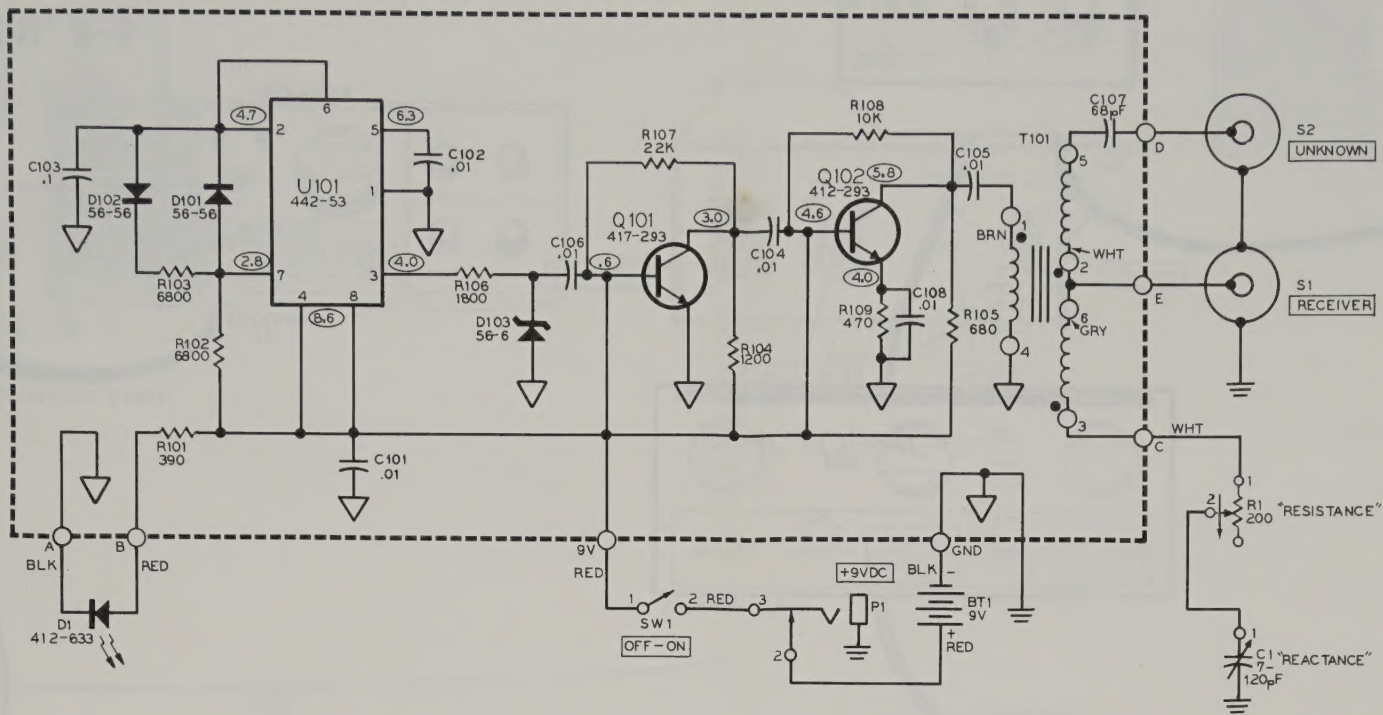 6
4.7
2
5
6.3
C103
.1
C102
.01
D102
56-56
D101
56-56
U101
442-53
1
2.8
7
3
4.0
R103
6800
4
8
8.6
R102
6800
R106
1800
D103
56-6
C106
.01
.6
R107
22K
Q101
417-293
3.0
C104
.01
R104
1200
R108
10K
Q102
412-293
5.8
4.6
4.0
R109
470
C108
.01
R105
680
C105
.01
T101
C107
68pF
5
1
BRN
WHT
2
6
GRY
4
3
D
E
C
WHT
S2
UNKNOWN
S1
RECEIVER
R101
390
C101
.01
A
B
BLK
RED
D1
412-633
9V
RED
1
2
RED
3
SW1
OFF-ON
+9VDC
P1
2
GND
BLK
-
BT1
9V
+
RED
1
2
R1
200
"RESISTANCE"
1
C1
7-
120pF
"REACTANCE"